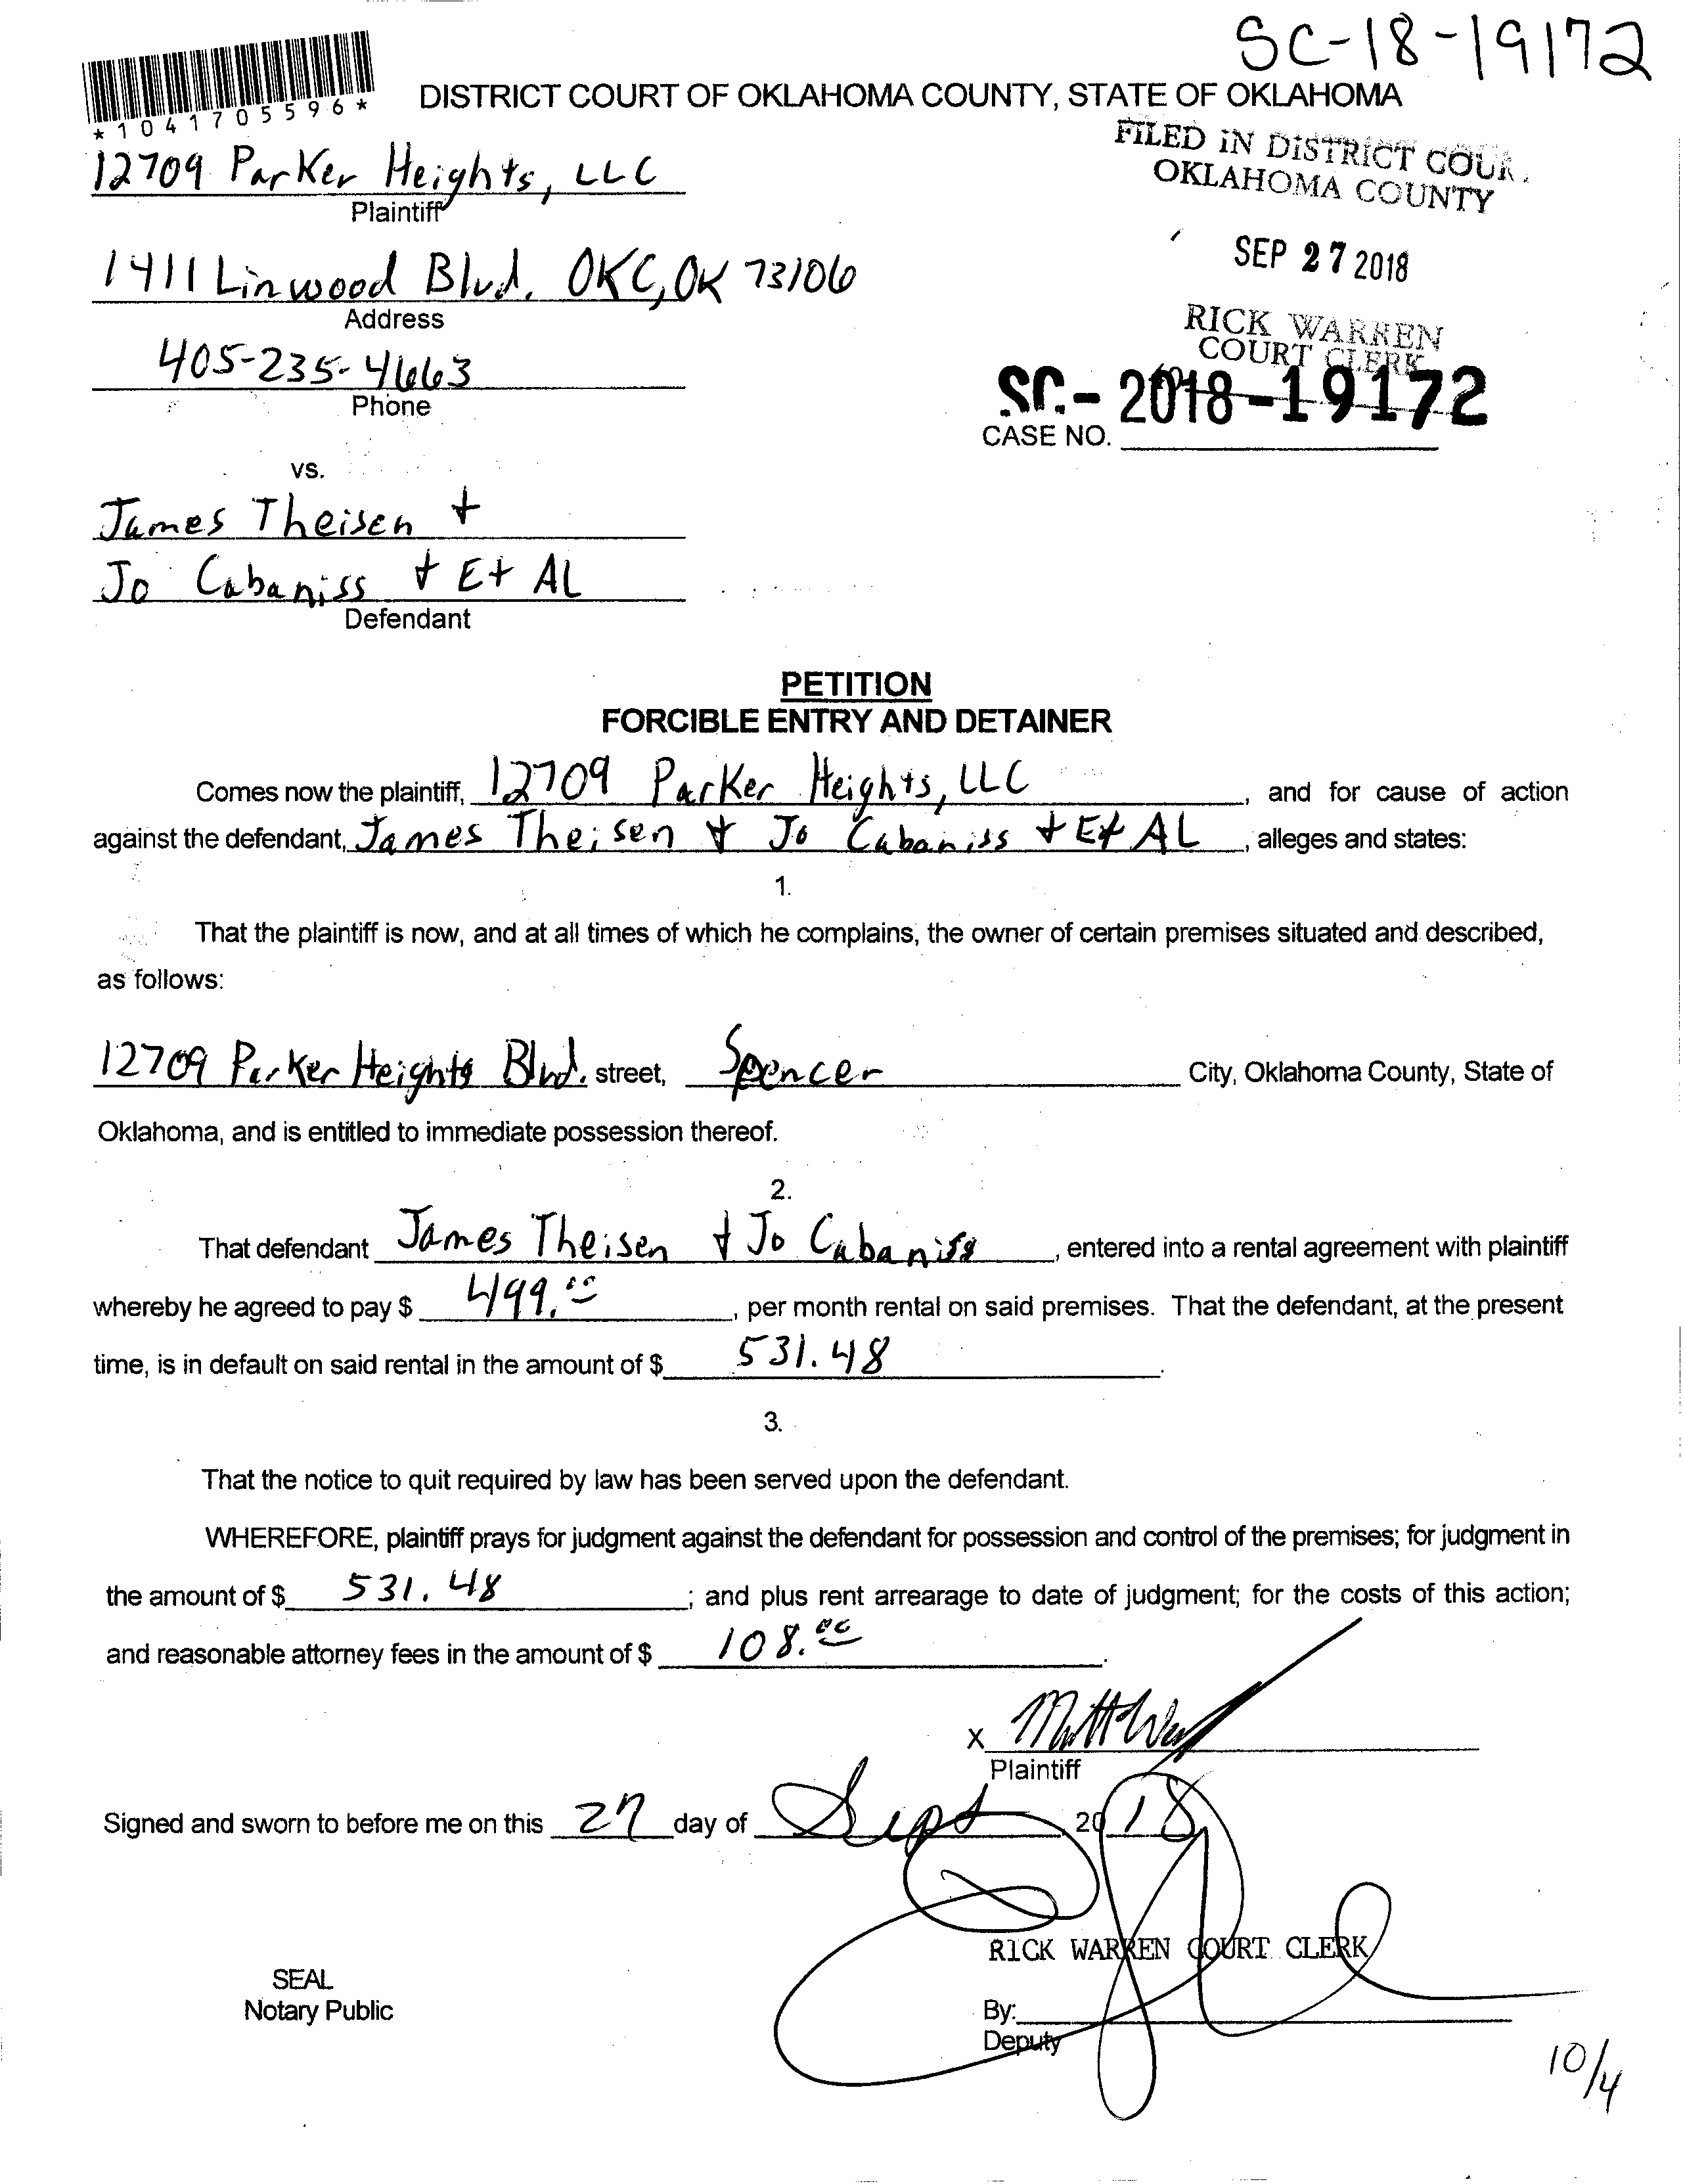 SC-18-19172
*1041705596*
DISTRICT COURT OF OKLAHOMA COUNTY, STATE OF OKLAHOMA
FILED IN DISTRICT COUR
OKLAHOMA COUNTY
12709 Parker Heights, LLC
Plaintiff
SEP 27 2018
1411 Linwood Blvd. OKC, OK 73106
Address
RICK WARREN
COURT CLERK
405-235-4663
Phone
SC.- 2018-19172
CASE NO.
vs.
James Theisen +
Jo Cabaniss + Et AL
Defendant
PETITION
FORCIBLE ENTRY AND DETAINER
Comes now the plaintiff, 12709 Parker Heights, LLC, and for cause of action
against the defendant, James Theisen + Jo Cabaniss + Et AL, alleges and states:
1.
That the plaintiff is now, and at all times of which he complains, the owner of certain premises situated and described,
as follows:
12709 Parker Heights Blvd. street, Spencer City, Oklahoma County, State of
Oklahoma, and is entitled to immediate possession thereof.
2.
That defendant James Theisen + Jo Cabaniss, entered into a rental agreement with plaintiff
whereby he agreed to pay $ 499.00, per month rental on said premises. That the defendant, at the present
time, is in default on said rental in the amount of $ 531.48.
3.
That the notice to quit required by law has been served upon the defendant.
WHEREFORE, plaintiff prays for judgment against the defendant for possession and control of the premises; for judgment in
the amount of $ 531.48; and plus rent arrearage to date of judgment; for the costs of this action;
and reasonable attorney fees in the amount of $ 108.00.
X
Plaintiff
Signed and sworn to before me on this 27 day of Sept, 2018
RICK WARREN COURT CLERK
SEAL
Notary Public
By:
Deputy
10/4